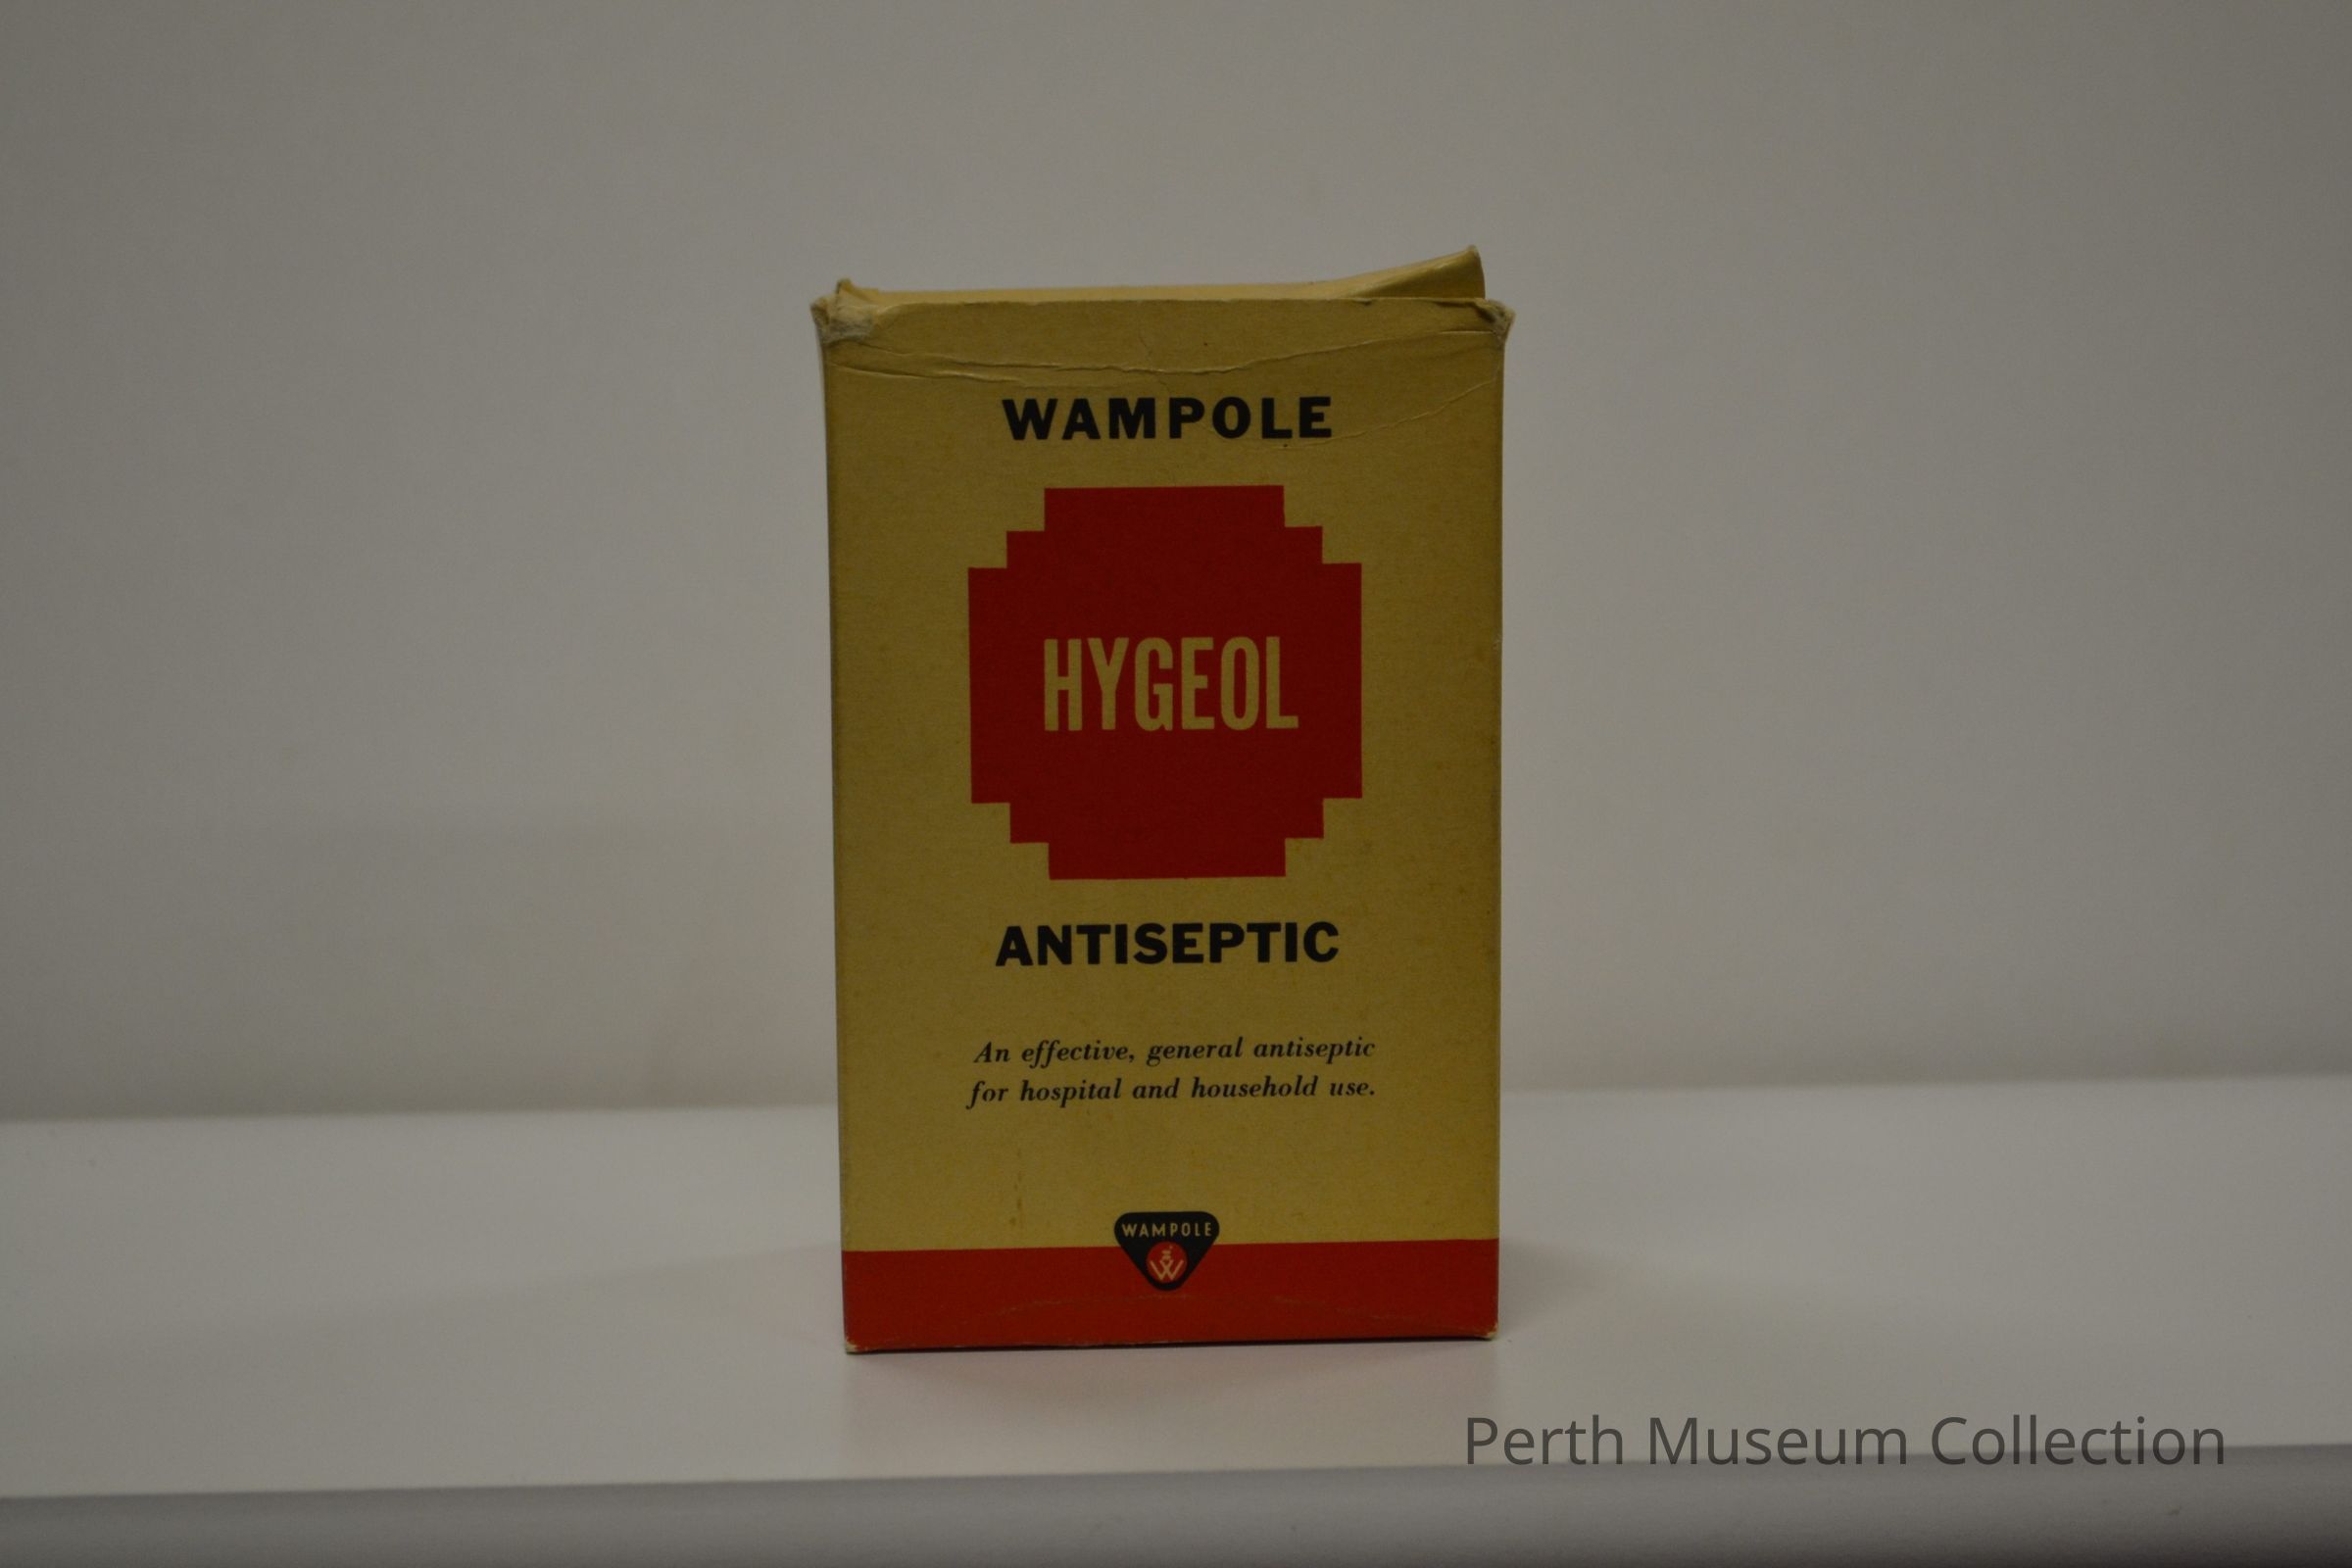 WAMPOLE
HYGEOL
ANTISEPTIC
An effective, general antiseptic
for hospital and household use.
WAMPOLE
W
Perth Museum Collection